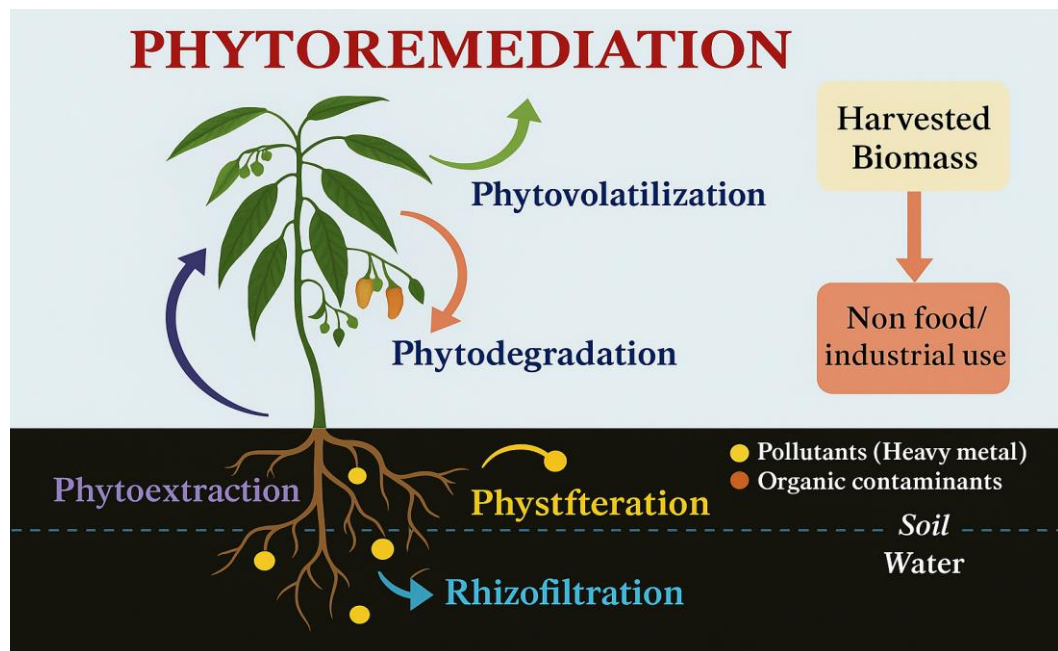 PHYTOREMEDIATION
Phytovolatilization
Phytodegradation
Harvested
Biomass
Non food/
industrial use
Phytoextraction
Phystfteration
Rhizofiltration
Pollutants (Heavy metal)
Organic contaminants
Soil
Water